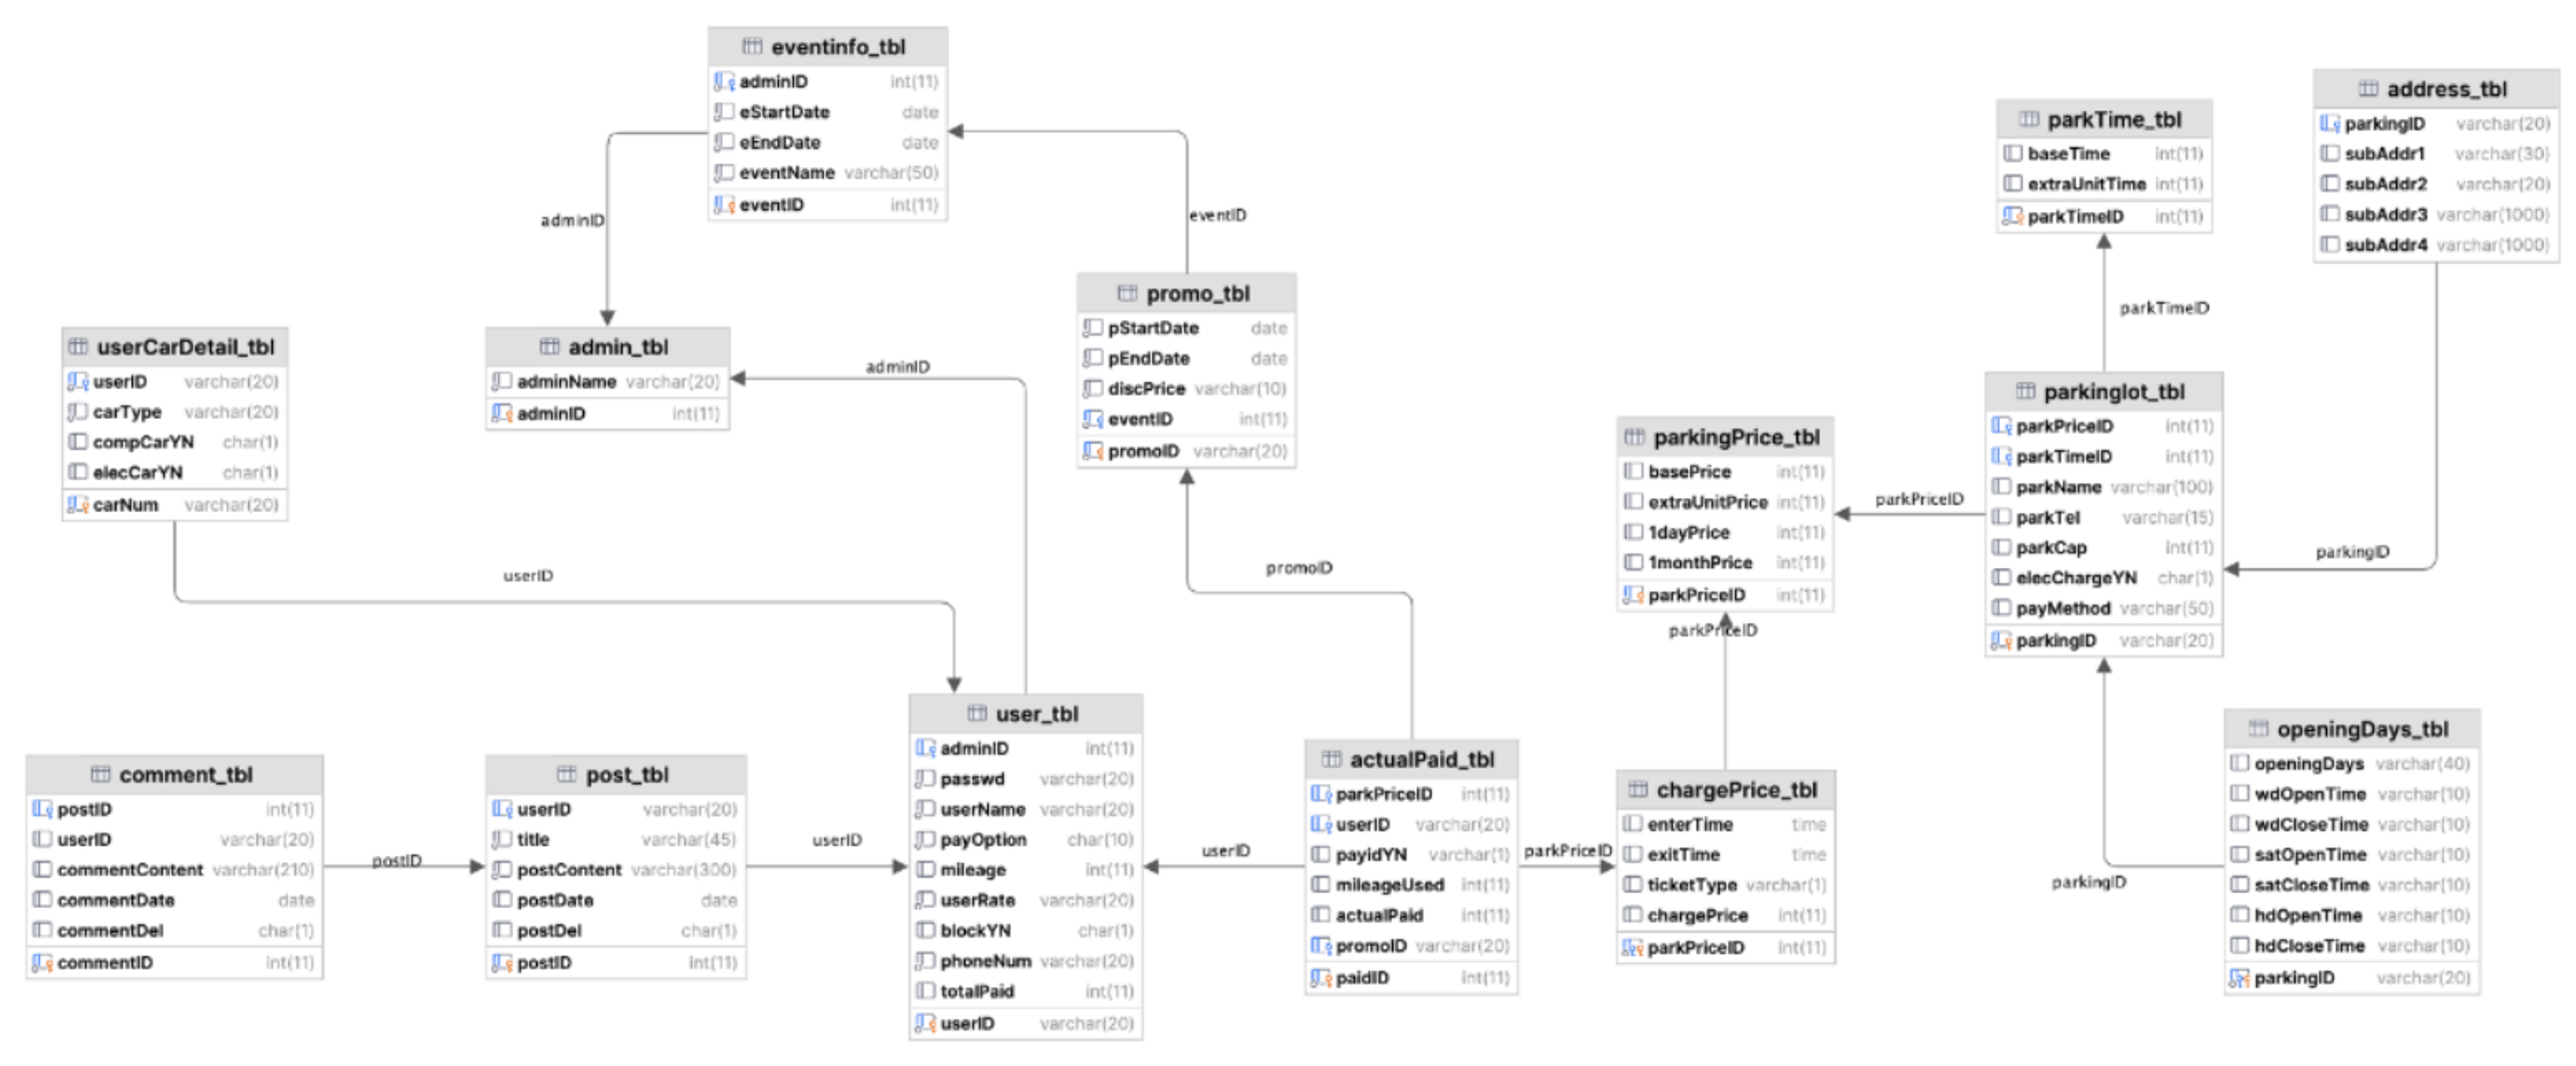 eventinfo_tbl
adminID int(11)
eStartDate date
eEndDate date
eventName varchar(50)
eventID int(11)
adminID
eventID
promo_tbl
pStartDate date
pEndDate date
discPrice varchar(10)
eventID int(11)
promoID varchar(20)
userCarDetail_tbl
userID varchar(20)
carType varchar(20)
compCarYN char(1)
elecCarYN char(1)
carNum varchar(20)
admin_tbl
adminName varchar(20)
adminID int(11)
adminID
userID
promoID
comment_tbl
postID int(11)
userID varchar(20)
commentContent varchar(210)
commentDate date
commentDel char(1)
commentID int(11)
postID
post_tbl
userID varchar(20)
title varchar(45)
postContent varchar(300)
postDate date
postDel char(1)
postID int(11)
userID
user_tbl
adminID int(11)
passwd varchar(20)
userName varchar(20)
payOption char(10)
mileage int(11)
userRate varchar(20)
blockYN char(1)
phoneNum varchar(20)
totalPaid int(11)
userID varchar(20)
userID
actualPaid_tbl
parkPriceID int(11)
userID varchar(20)
payidYN varchar(1)
mileageUsed int(11)
actualPaid int(11)
promoID varchar(20)
paidID int(11)
parkPriceID
chargePrice_tbl
enterTime time
exitTime time
ticketType varchar(1)
chargePrice int(11)
parkPriceID int(11)
parkPriceID
parkingPrice_tbl
basePrice int(11)
extraUnitPrice int(11)
1dayPrice int(11)
1monthPrice int(11)
parkPriceID int(11)
parkPriceID
parkTime_tbl
baseTime int(11)
extraUnitTime int(11)
parkTimeID int(11)
parkTimeID
address_tbl
parkingID varchar(20)
subAddr1 varchar(30)
subAddr2 varchar(20)
subAddr3 varchar(1000)
subAddr4 varchar(1000)
parkinglot_tbl
parkPriceID int(11)
parkTimeID int(11)
parkName varchar(100)
parkTel varchar(15)
parkCap int(11)
elecChargeYN char(1)
payMethod varchar(50)
parkingID varchar(20)
parkingID
openingDays_tbl
openingDays varchar(40)
wdOpenTime varchar(10)
wdCloseTime varchar(10)
satOpenTime varchar(10)
satCloseTime varchar(10)
hdOpenTime varchar(10)
hdCloseTime varchar(10)
parkingID varchar(20)
parkingID